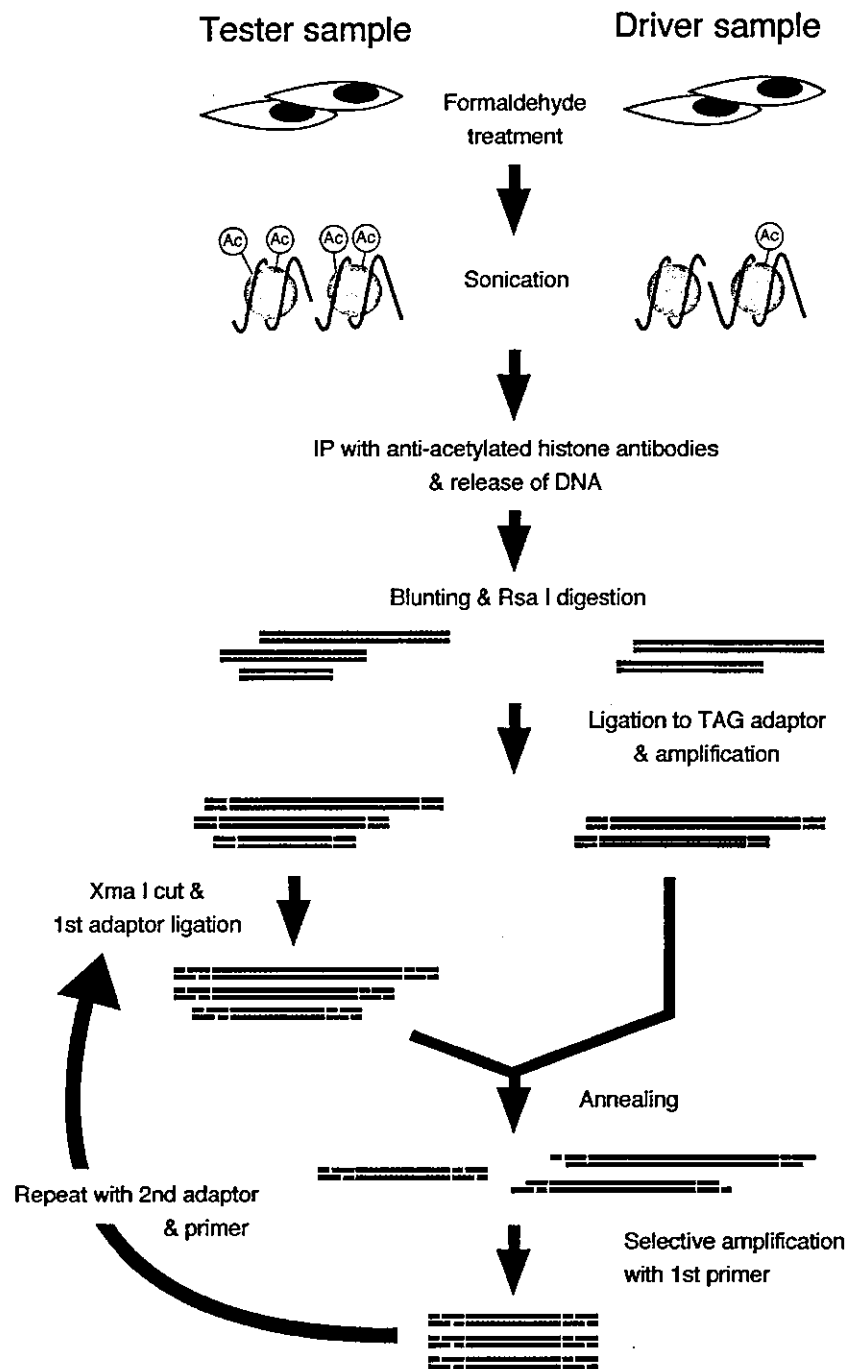 Tester sample
Driver sample
Formaldehyde
treatment
Ac
Ac
Ac
Ac
Ac
Sonication
IP with anti-acetylated histone antibodies
& release of DNA
Blunting & Rsa I digestion
Ligation to TAG adaptor
& amplification
Xma I cut &
1st adaptor ligation
Annealing
Repeat with 2nd adaptor
& primer
Selective amplification
with 1st primer